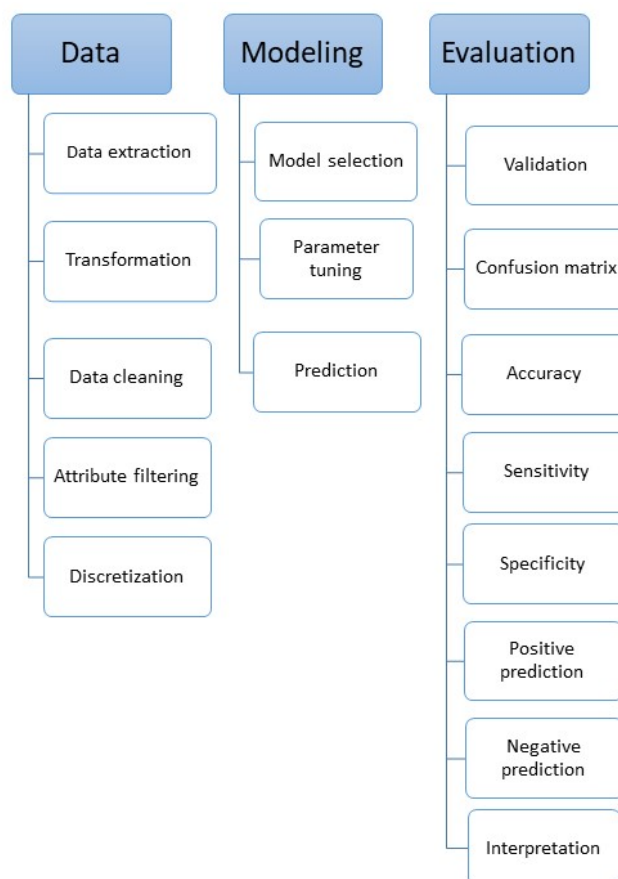 Data
Data extraction
Transformation
Data cleaning
Attribute filtering
Discretization
Modeling
Model selection
Parameter
tuning
Prediction
Evaluation
Validation
Confusion matrix
Accuracy
Sensitivity
Specificity
Positive
prediction
Negative
prediction
Interpretation